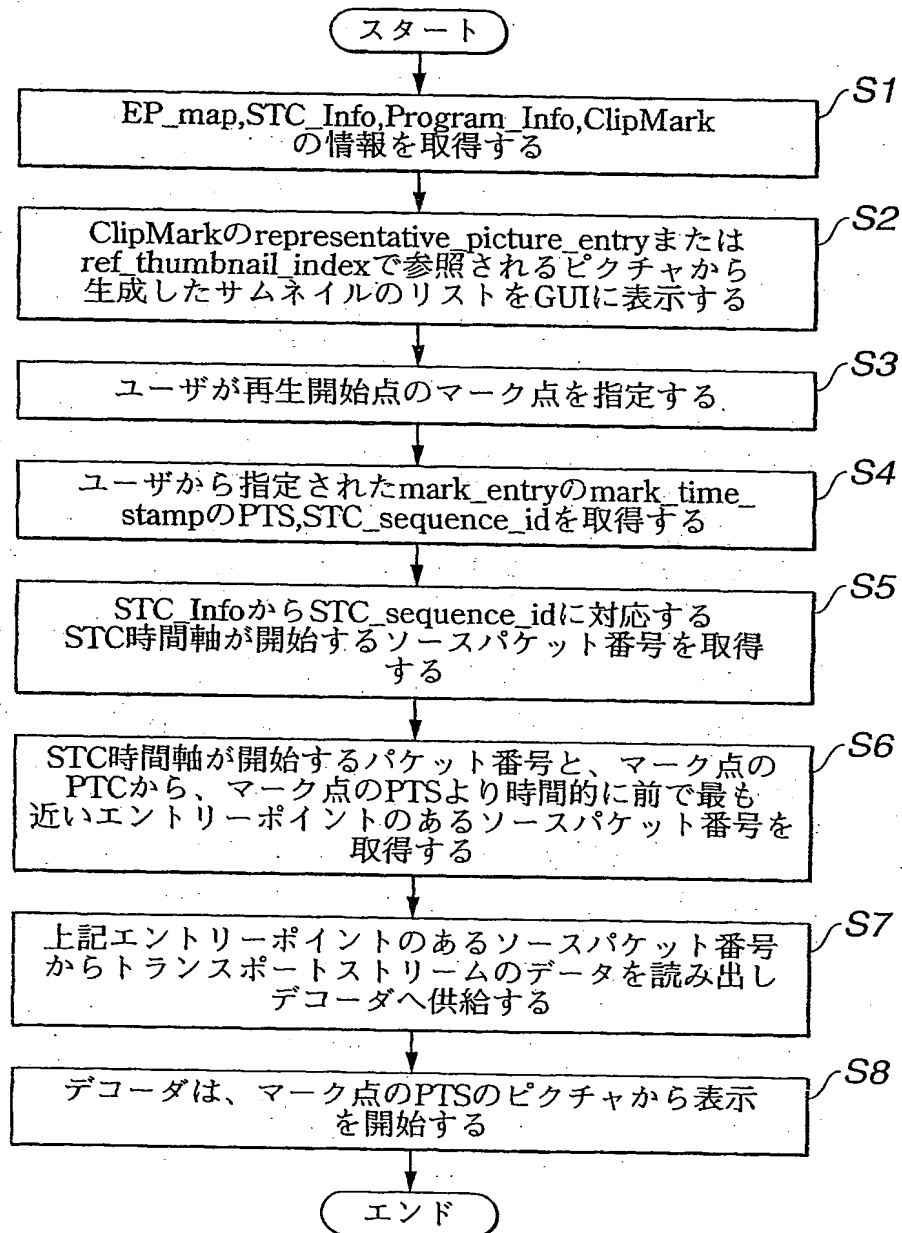 スタート
S1
EP_map,STC_Info,Program_Info,ClipMark
の情報を取得する
S2
ClipMarkのrepresentative_picture_entryまたは
ref_thumbnail_indexで参照されるピクチャから
生成したサムネイルのリストをGUIに表示する
S3
ユーザが再生開始点のマーク点を指定する
S4
ユーザから指定されたmark_entryのmark_time_
stampのPTS,STC_sequence_idを取得する
S5
STC_InfoからSTC_sequence_idに対応する
STC時間軸が開始するソースパケット番号を取得
する
S6
STC時間軸が開始するパケット番号と、マーク点の
PTCから、マーク点のPTSより時間的に前で最も
近いエントリーポイントのあるソースパケット番号を
取得する
S7
上記エントリーポイントのあるソースパケット番号
からトランスポートストリームのデータを読み出し
デコーダへ供給する
S8
デコーダは、マーク点のPTSのピクチャから表示
を開始する
エンド